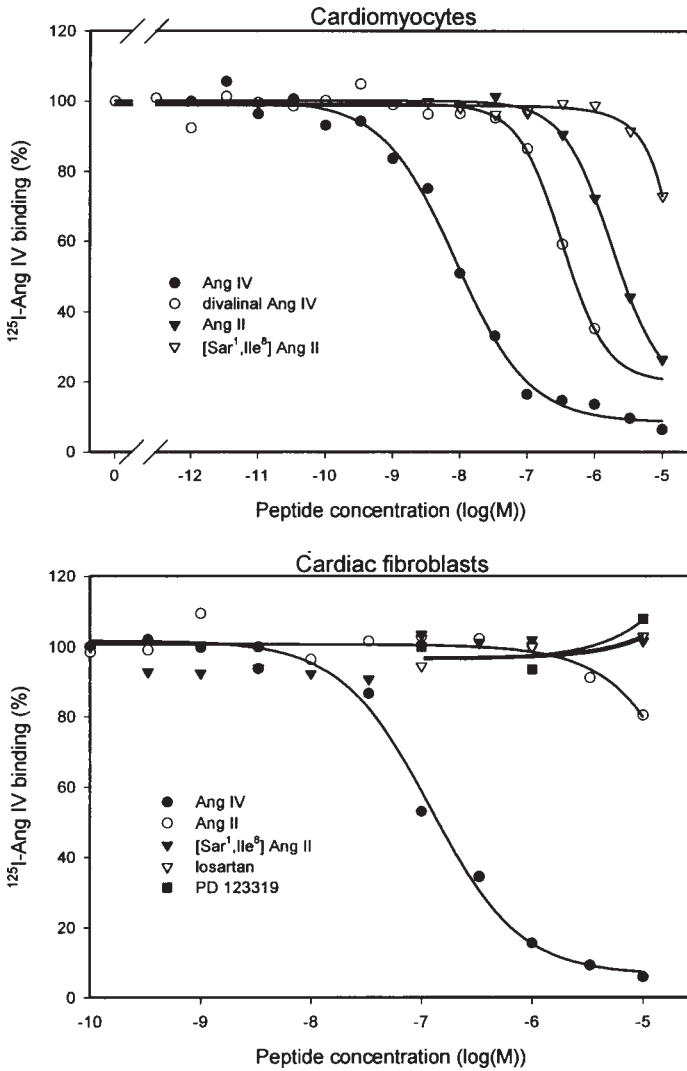 Cardiomyocytes
120
100
80
60
40
20
0
¹²⁵I-Ang IV binding (%)
Ang IV
divalinal Ang IV
Ang II
[Sar¹,Ile⁸] Ang II
0 -12 -11 -10 -9 -8 -7 -6 -5
Peptide concentration (log(M))
Cardiac fibroblasts
120
100
80
60
40
20
0
¹²⁵I-Ang IV binding (%)
Ang IV
Ang II
[Sar¹,Ile⁸] Ang II
losartan
PD 123319
-10 -9 -8 -7 -6 -5
Peptide concentration (log(M))